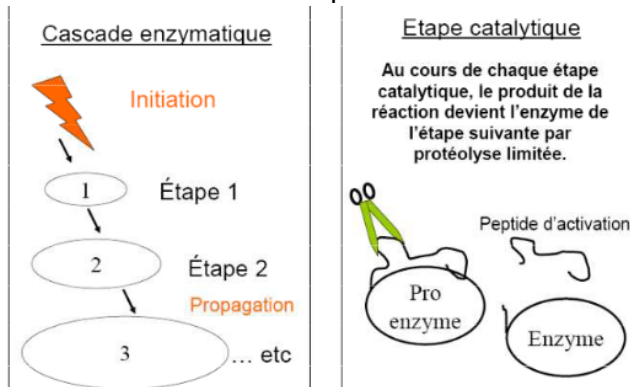 Cascade enzymatique
Initiation
1
Étape 1
2
Étape 2
Propagation
3
... etc
Etape catalytique
Au cours de chaque étape
catalytique, le produit de la
réaction devient l'enzyme de
l'étape suivante par
protéolyse limitée.
Peptide d'activation
Pro
enzyme
Enzyme